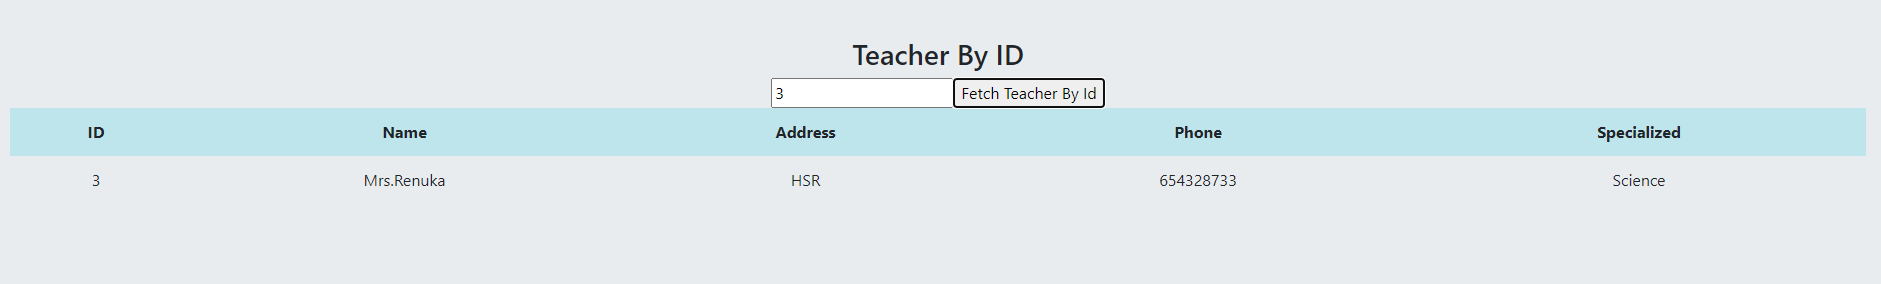 Teacher By ID
3 Fetch Teacher By Id
ID Name Address Phone Specialized
3 Mrs.Renuka HSR 654328733 Science